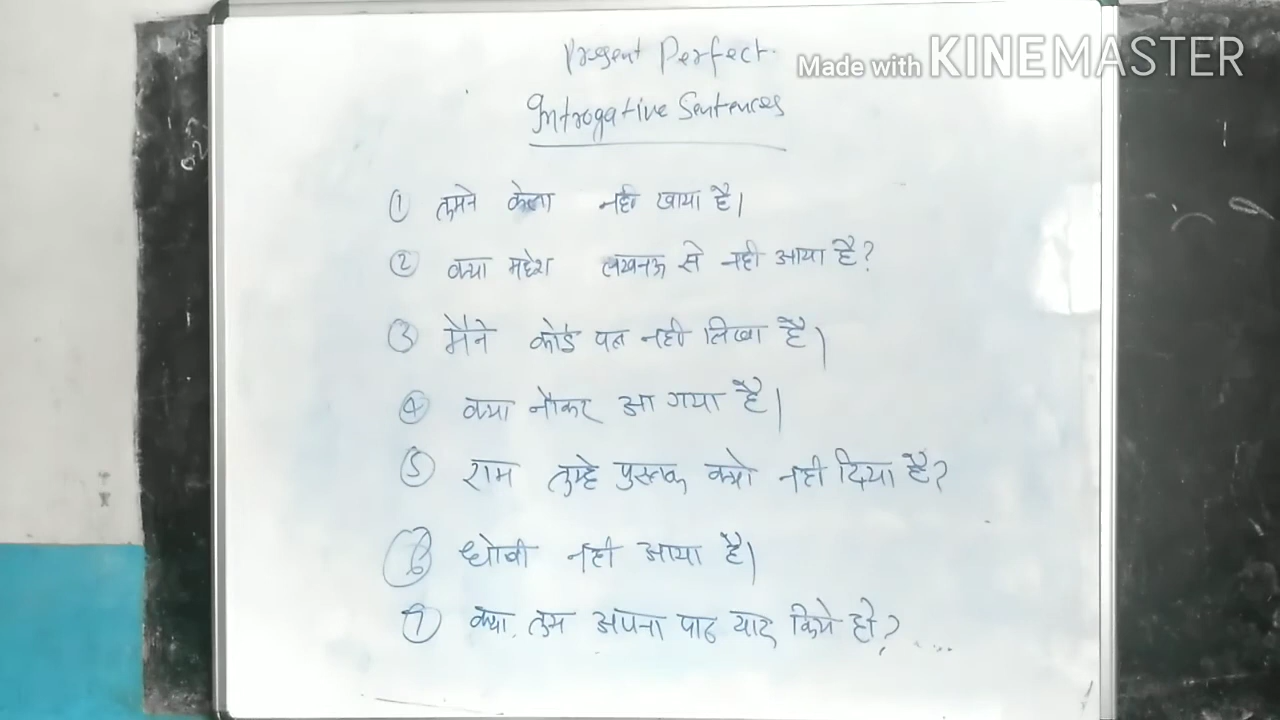 Present Perfect.
Made with KINEMASTER
Introgative Sentences
① तुमने केला नही खाया है।
② क्या महेश लखनऊ से नही आया है?
③ मैने कोई पत्र नही लिखा है।
④ क्या नौकर आ गया है।
⑤ राम तुम्हे पुस्तक क्यो नही दिया है?
⑥ धोबी नही आया है।
⑦ क्या तुम अपना पाठ याद किये हो?